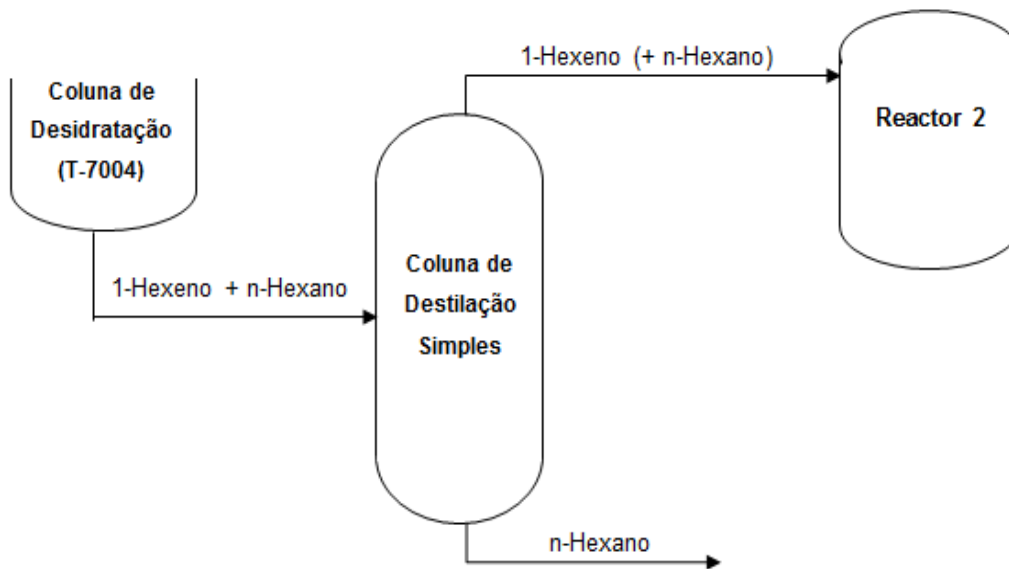 1-Hexeno (+ n-Hexano)
Coluna de
Desidratação
(T-7004)
Reactor 2
1-Hexeno + n-Hexano
Coluna de
Destilação
Simples
n-Hexano